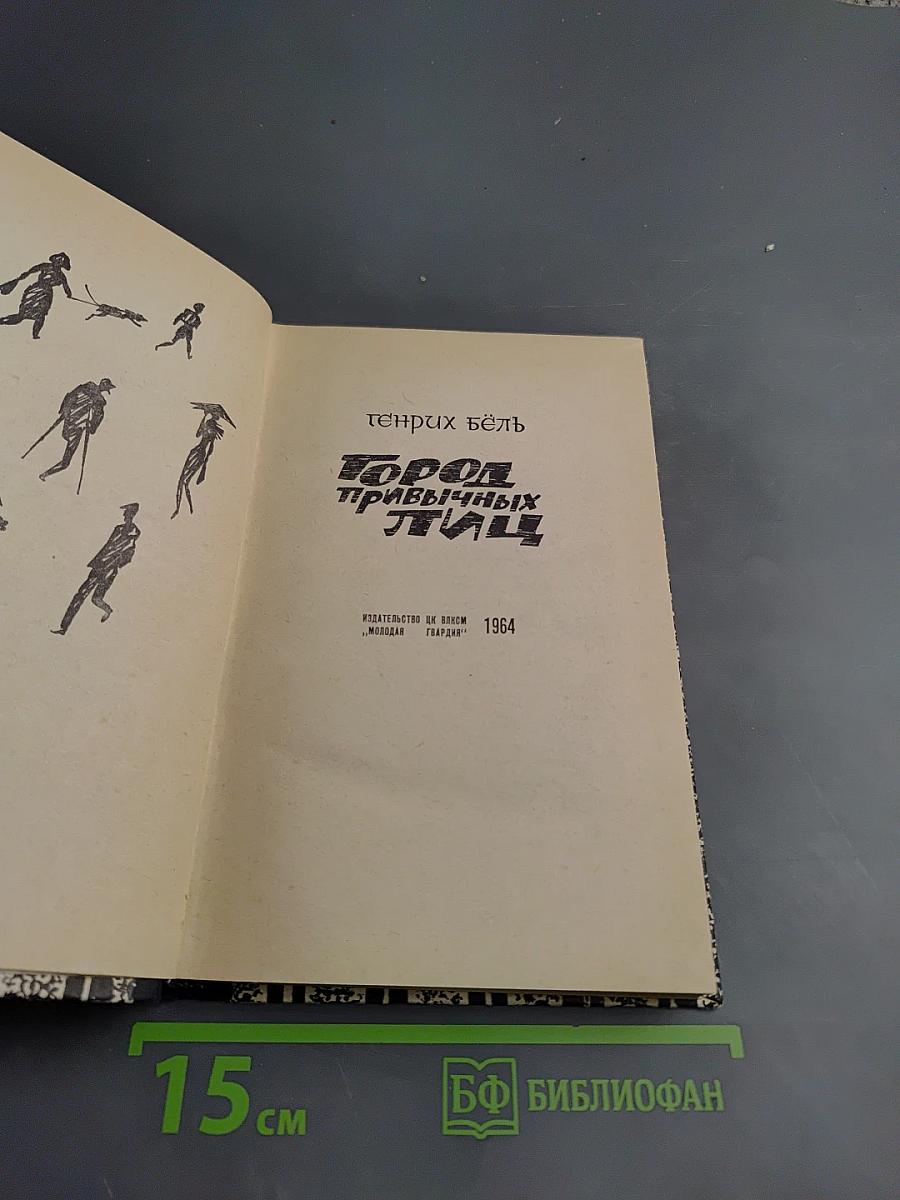 Генрих Бёль
Город
привычных
лиц
ИЗДАТЕЛЬСТВО ЦК ВЛКСМ
„МОЛОДАЯ ГВАРДИЯ“ 1964
15 см
БФ БИБЛИОФАН